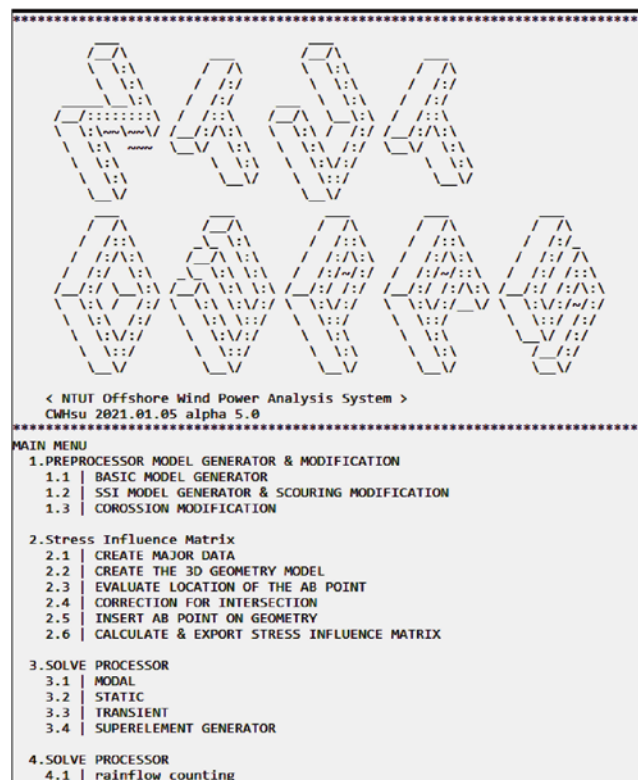 NTUT
OWPAS
< NTUT Offshore Wind Power Analysis System >
CWHsu 2021.01.05 alpha 5.0
MAIN MENU
1.PREPROCESSOR MODEL GENERATOR & MODIFICATION
1.1 | BASIC MODEL GENERATOR
1.2 | SSI MODEL GENERATOR & SCOURING MODIFICATION
1.3 | COROSSION MODIFICATION
2.Stress Influence Matrix
2.1 | CREATE MAJOR DATA
2.2 | CREATE THE 3D GEOMETRY MODEL
2.3 | EVALUATE LOCATION OF THE AB POINT
2.4 | CORRECTION FOR INTERSECTION
2.5 | INSERT AB POINT ON GEOMETRY
2.6 | CALCULATE & EXPORT STRESS INFLUENCE MATRIX
3.SOLVE PROCESSOR
3.1 | MODAL
3.2 | STATIC
3.3 | TRANSIENT
3.4 | SUPERELEMENT GENERATOR
4.SOLVE PROCESSOR
4.1 | rainflow counting